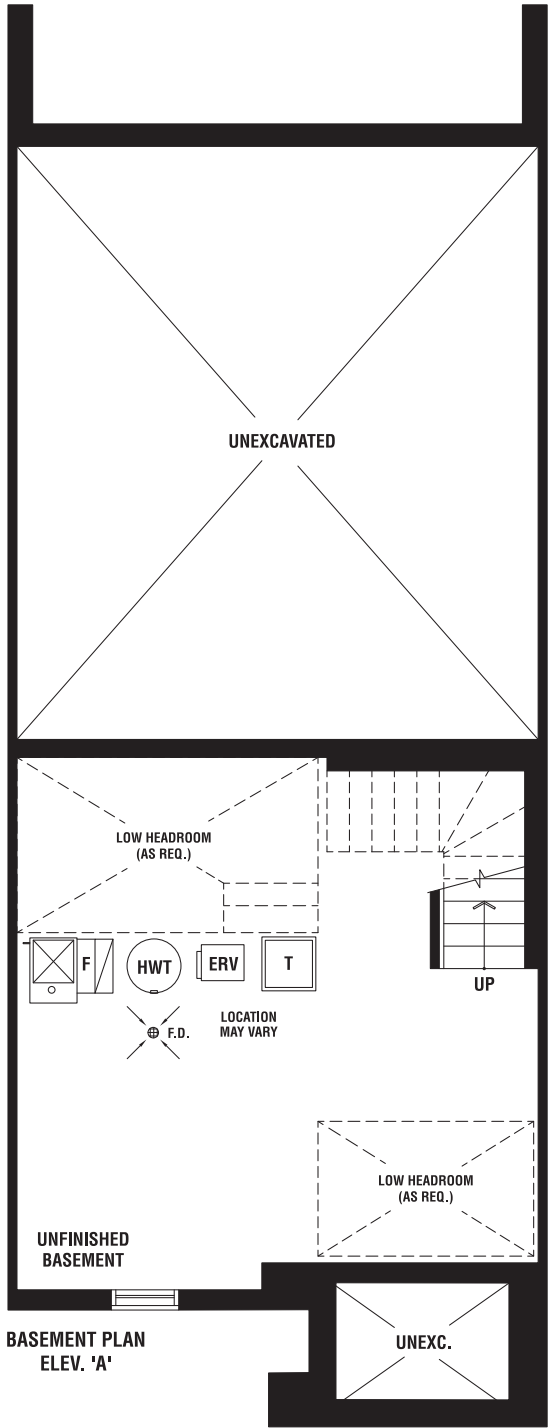 UNEXCAVATED
LOW HEADROOM
(AS REQ.)
F
HWT
ERV
T
UP
F.D.
LOCATION
MAY VARY
LOW HEADROOM
(AS REQ.)
UNFINISHED
BASEMENT
BASEMENT PLAN
ELEV. 'A'
UNEXC.